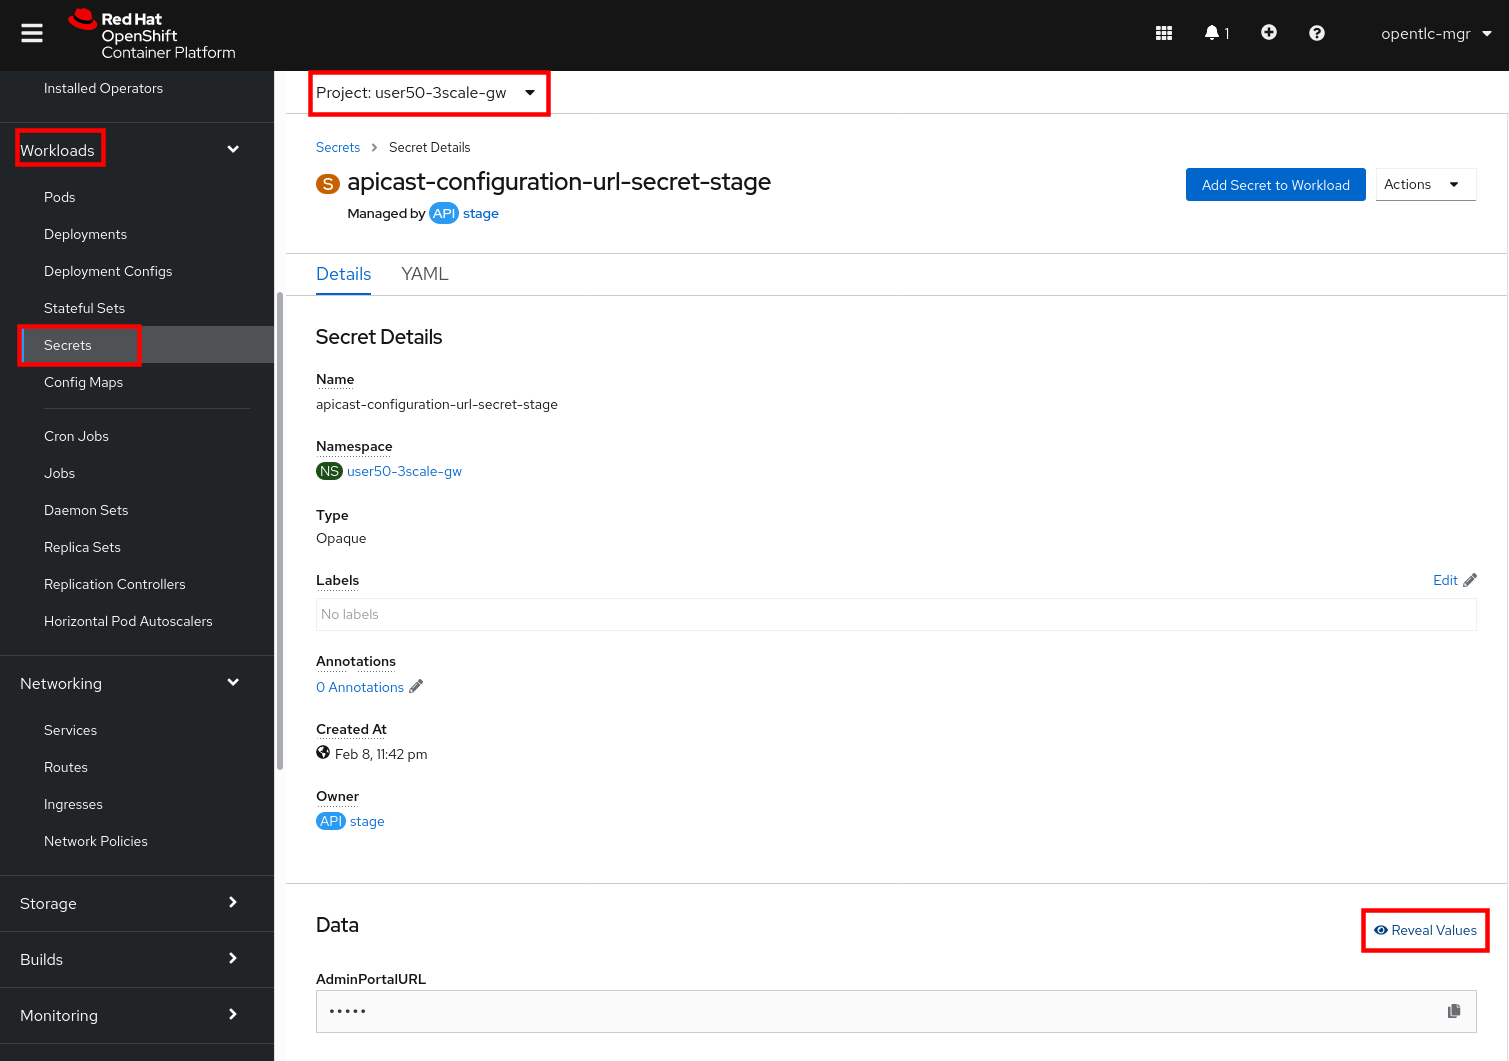 Red Hat
OpenShift
Container Platform
1
opentlc-mgr
Installed Operators
Workloads
Pods
Deployments
Deployment Configs
Stateful Sets
Secrets
Config Maps
Cron Jobs
Jobs
Daemon Sets
Replica Sets
Replication Controllers
Horizontal Pod Autoscalers
Networking
Services
Routes
Ingresses
Network Policies
Storage
Builds
Monitoring
Project: user50-3scale-gw
Secrets > Secret Details
S apicast-configuration-url-secret-stage
Managed by API stage
Add Secret to Workload
Actions
Details YAML
Secret Details
Name
apicast-configuration-url-secret-stage
Namespace
NS user50-3scale-gw
Type
Opaque
Labels
Edit
No labels
Annotations
0 Annotations
Created At
Feb 8, 11:42 pm
Owner
API stage
Data
Reveal Values
AdminPortalURL
•••••